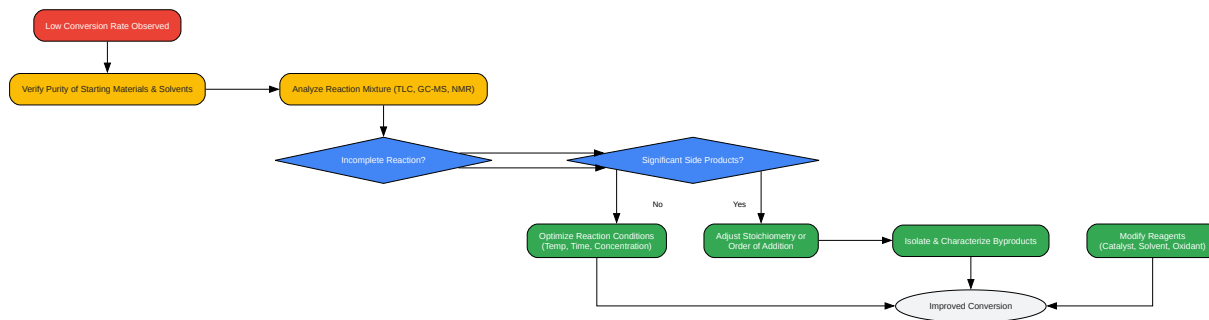 Low Conversion Rate Observed
Verify Purity of Starting Materials & Solvents
Analyze Reaction Mixture (TLC, GC-MS, NMR)
Incomplete Reaction?
Significant Side Products?
No
Yes
Optimize Reaction Conditions
(Temp, Time, Concentration)
Adjust Stoichiometry or
Order of Addition
Isolate & Characterize Byproducts
Modify Reagents
(Catalyst, Solvent, Oxidant)
Improved Conversion